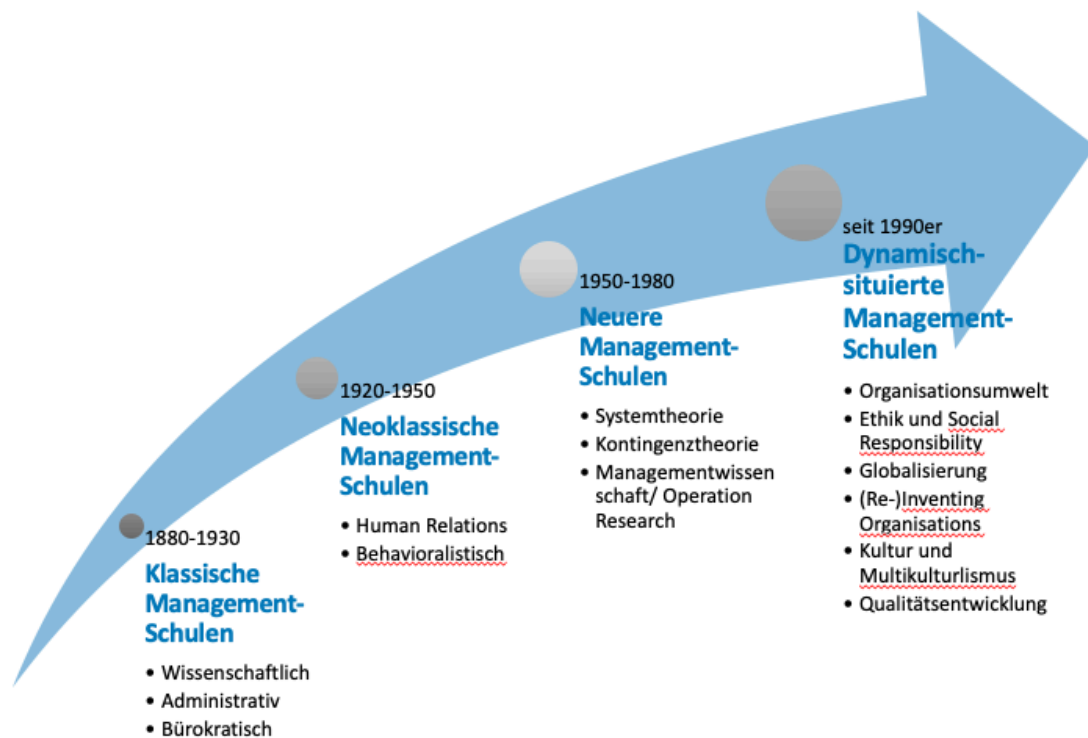 1880-1930
Klassische
Management-
Schulen
• Wissenschaftlich
• Administrativ
• Bürokratisch
1920-1950
Neoklassische
Management-
Schulen
• Human Relations
• Behavioralistisch
1950-1980
Neuere
Management-
Schulen
• Systemtheorie
• Kontingenztheorie
• Managementwissen
schaft/ Operation
Research
seit 1990er
Dynamisch-
situierte
Management-
Schulen
• Organisationsumwelt
• Ethik und Social
Responsibility
• Globalisierung
• (Re-)Inventing
Organisations
• Kultur und
Multikulturlismus
• Qualitätsentwicklung